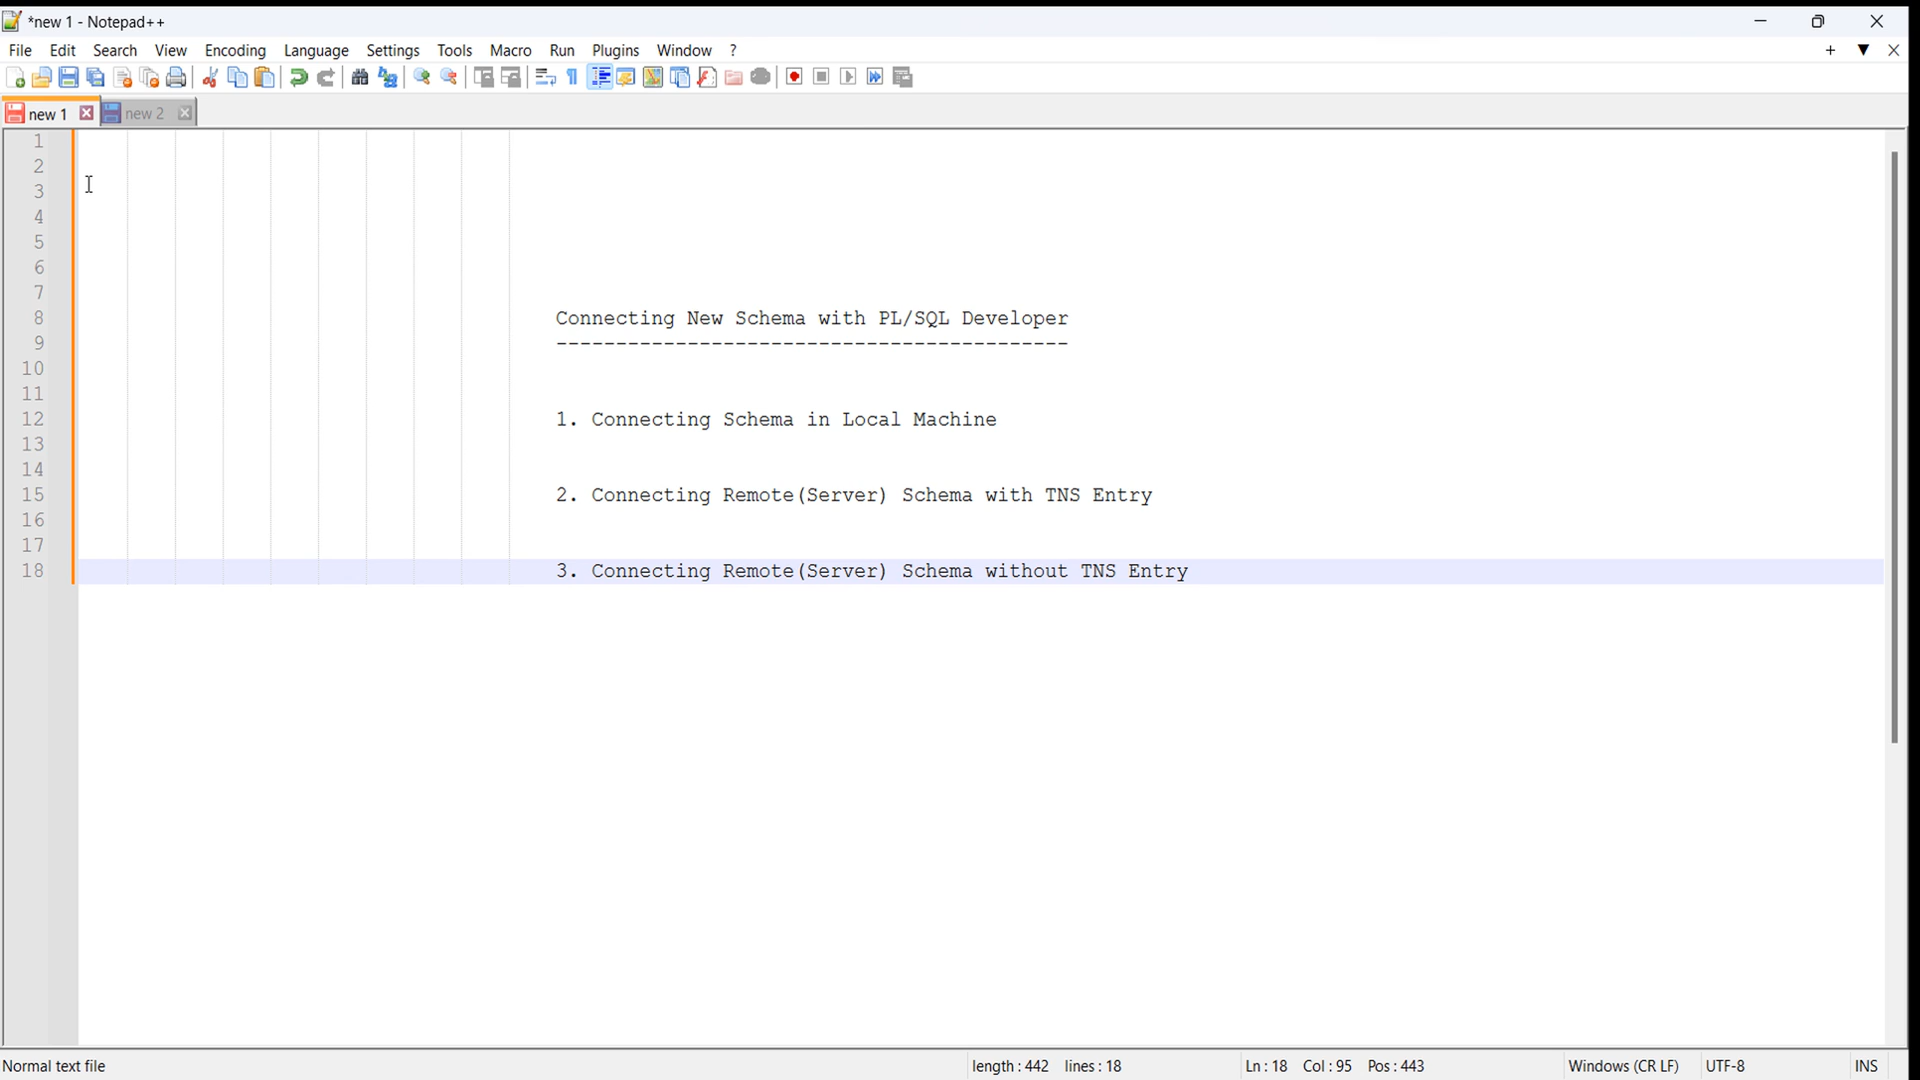 *new 1 - Notepad++
File Edit Search View Encoding Language Settings Tools Macro Run Plugins Window ?
new 1 new 2
1
2
3
4
5
6
7
8 Connecting New Schema with PL/SQL Developer
9 -------------------------------------------
10
11
12 1. Connecting Schema in Local Machine
13
14
15 2. Connecting Remote(Server) Schema with TNS Entry
16
17
18 3. Connecting Remote(Server) Schema without TNS Entry
Normal text file length : 442 lines : 18 Ln : 18 Col : 95 Pos : 443 Windows (CR LF) UTF-8 INS